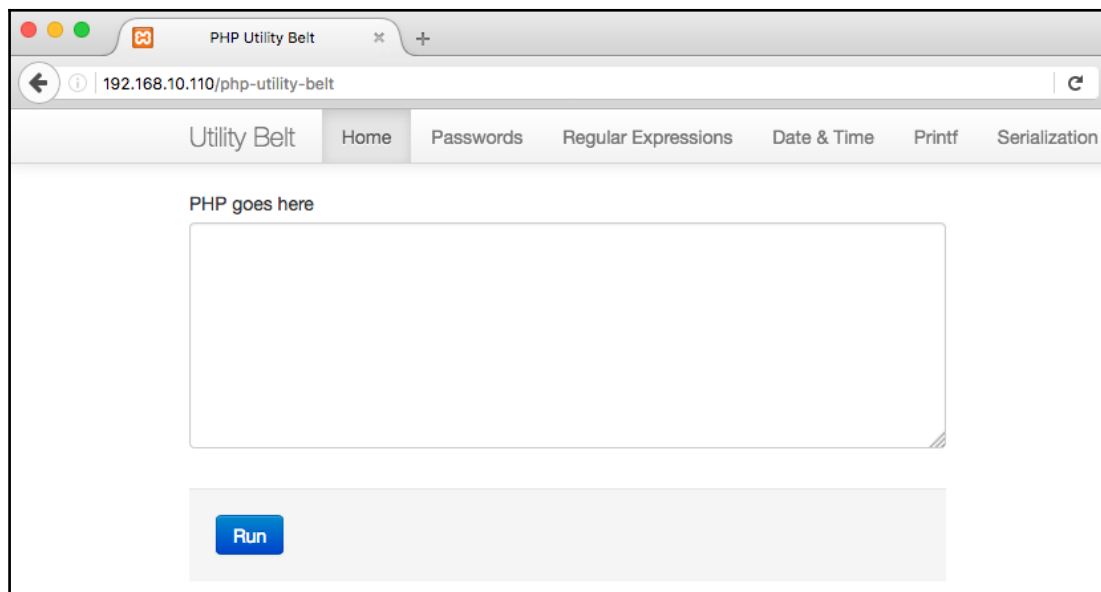 PHP Utility Belt
192.168.10.110/php-utility-belt
Utility Belt Home Passwords Regular Expressions Date & Time Printf Serialization
PHP goes here
Run